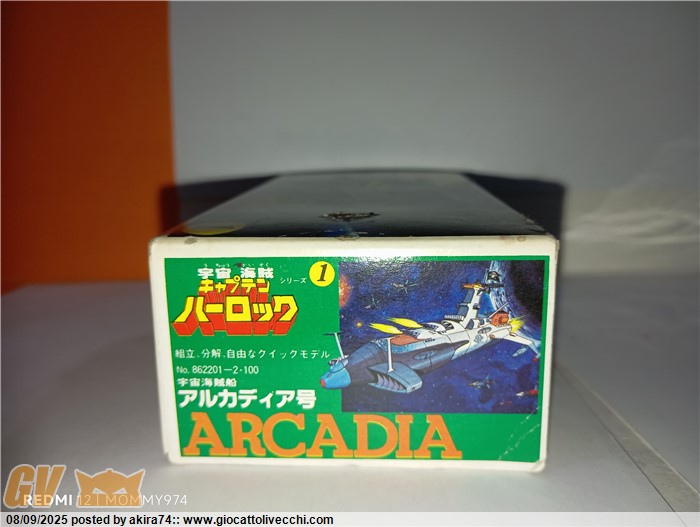 宇宙海賊
キャプテン
ハーロック
シリーズ 1
組立、分解、自由なクイックモデル
No. 862201-2-100
宇宙海賊船
アルカディア号
ARCADIA
GV
REDMI 12 | MOMMY974
08/09/2025 posted by akira74:: www.giocattolivecchi.com